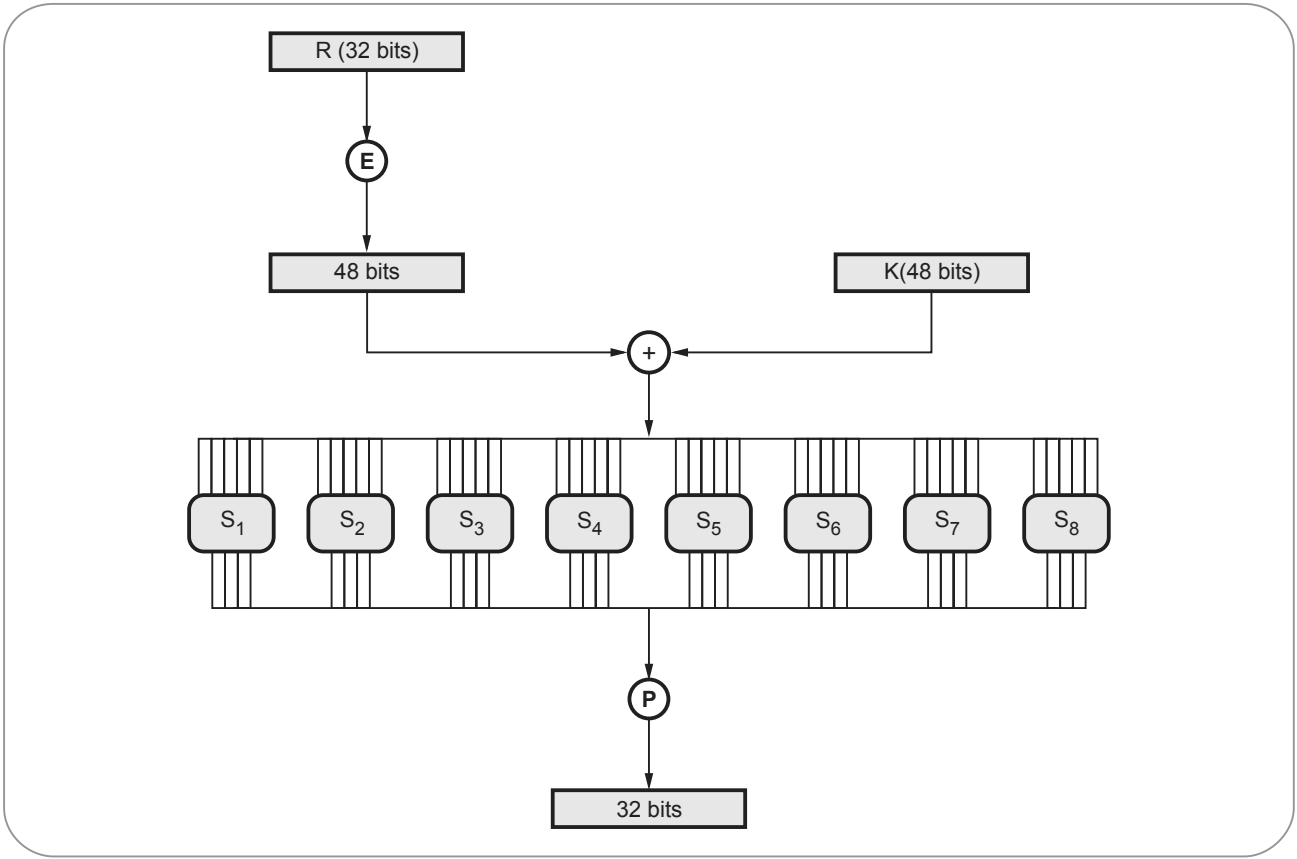 R (32 bits)
E
48 bits
K(48 bits)
+
S1 S2 S3 S4 S5 S6 S7 S8
P
32 bits